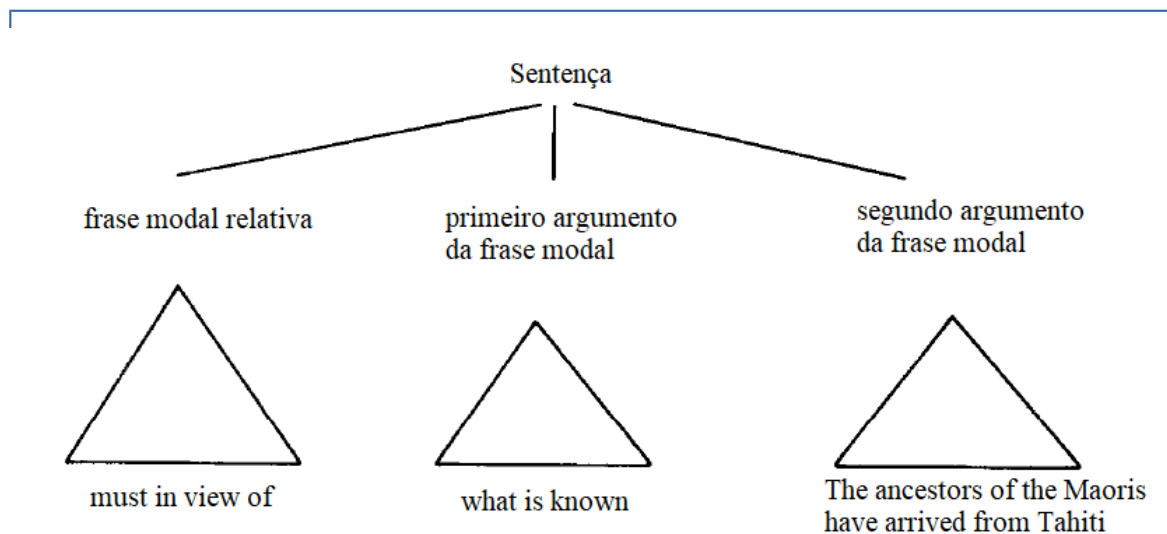 Sentença
frase modal relativa
primeiro argumento
da frase modal
segundo argumento
da frase modal
must in view of
what is known
The ancestors of the Maoris
have arrived from Tahiti